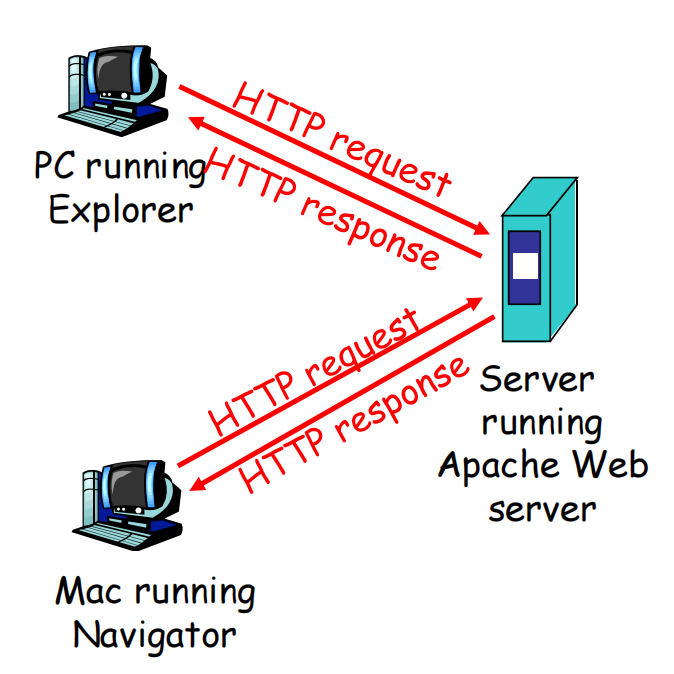 HTTP request
HTTP response
PC running
Explorer
HTTP request
HTTP response
Server
running
Apache Web
server
Mac running
Navigator